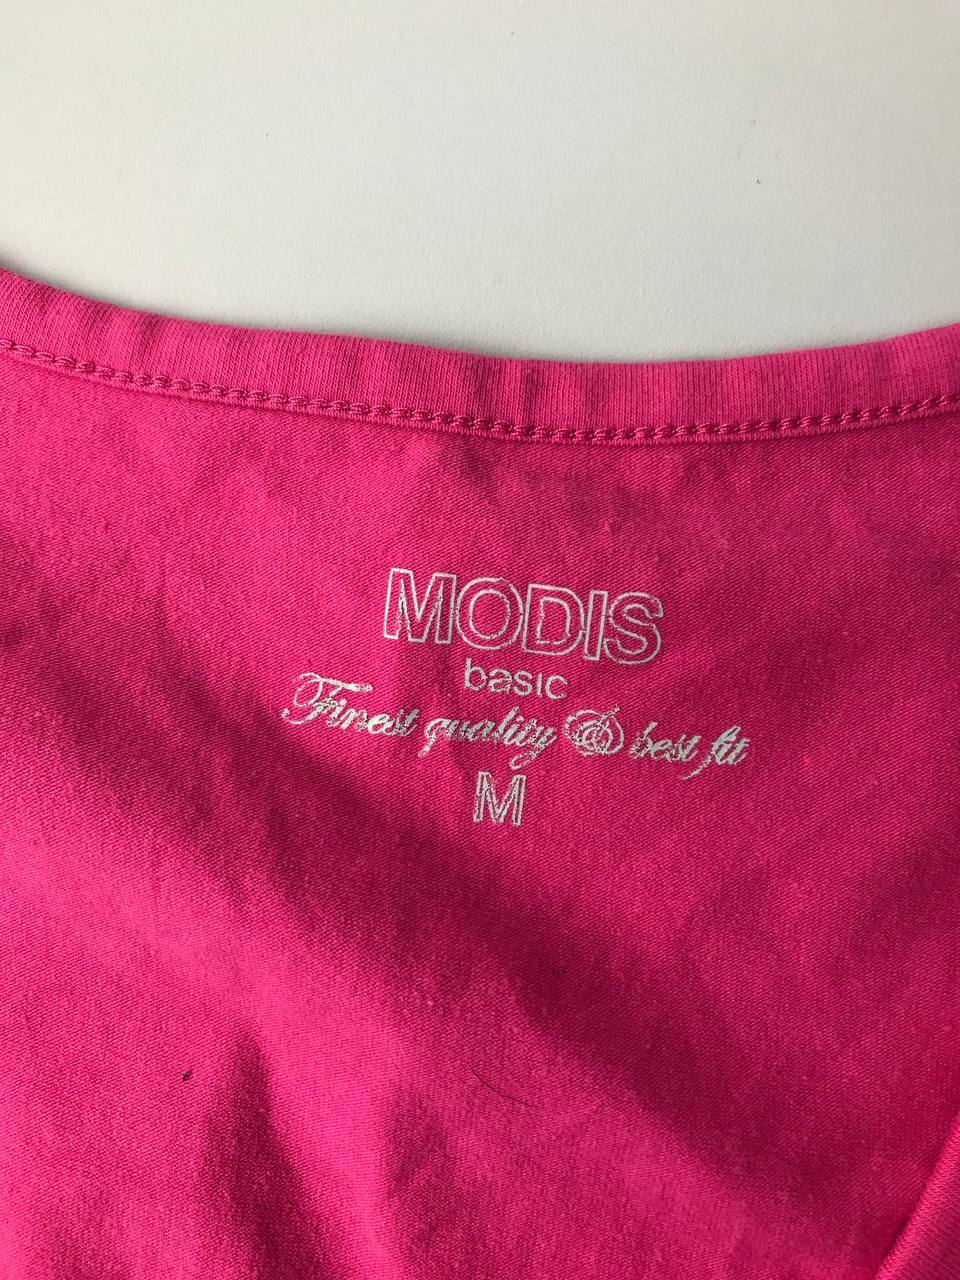 MODIS
basic
Finest quality & best fit
M